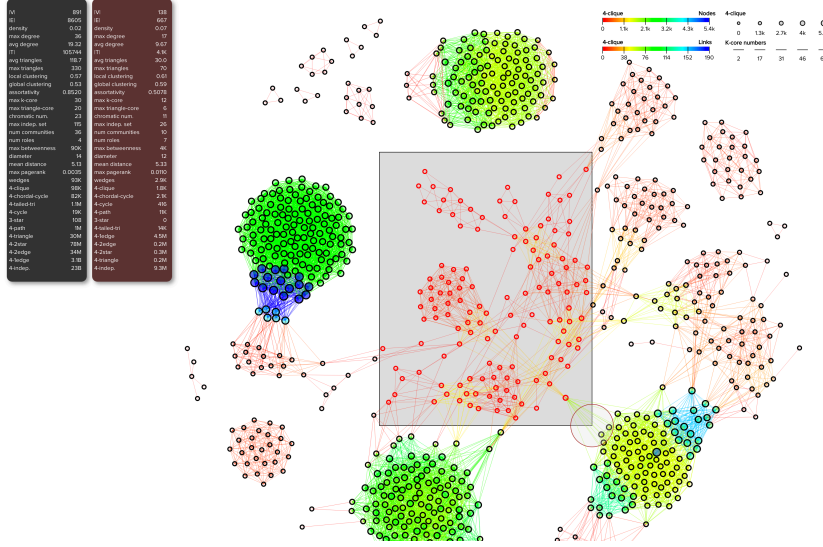 |V| 891
|E| 8605
density 0.02
max degree 36
avg degree 19.32
|T| 105744
avg triangles 118.7
max triangles 330
local clustering 0.57
global clustering 0.53
assortativity 0.8520
max k-core 30
max triangle-core 20
chromatic num. 23
max indep. set 115
num communities 36
num roles 4
max betweenness 90K
diameter 14
mean distance 5.13
max pagerank 0.0035
wedges 93K
4-clique 98K
4-chordal-cycle 82K
4-tailed-tri 1.1M
4-cycle 19K
3-star 108
4-path 1M
4-triangle 30M
4-2star 78M
4-2edge 34M
4-1edge 3.1B
4-indep. 23B
|V| 138
|E| 667
density 0.07
max degree 17
avg degree 9.67
|T| 4.1K
avg triangles 30.0
max triangles 70
local clustering 0.61
global clustering 0.59
assortativity 0.5078
max k-core 12
max triangle-core 6
chromatic num. 11
max indep. set 26
num communities 10
num roles 7
max betweenness 4K
diameter 12
mean distance 5.33
max pagerank 0.0110
wedges 2.9K
4-clique 1.8K
4-chordal-cycle 2.1K
4-cycle 416
4-path 11K
3-star 0
4-tailed-tri 14K
4-1edge 4.5M
4-2edge 0.2M
4-2star 0.3M
4-triangle 0.2M
4-indep. 9.3M
4-clique Nodes
0 1.1k 2.7k 4.3k 5.4k
4-clique Links
0 38 76 114 152 190
4-clique
0 1.3k 2.7k 4k
K-core numbers
2 17 31 46